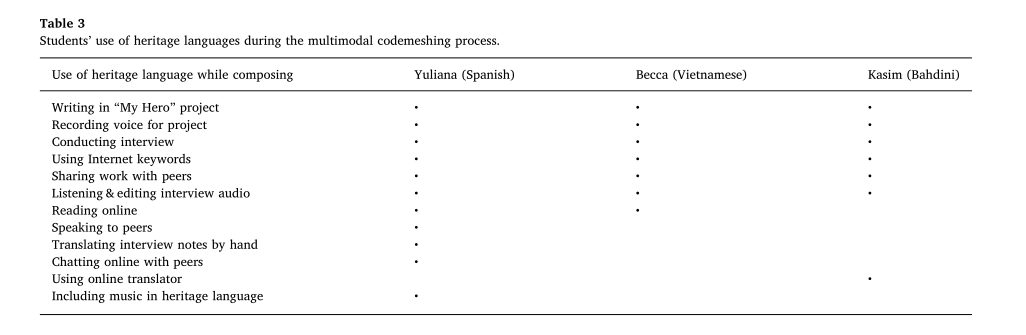 Table 3
Students' use of heritage languages during the multimodal codemeshing process.
Use of heritage language while composing Yuliana (Spanish) Becca (Vietnamese) Kasim (Bahdini)
Writing in “My Hero” project • • •
Recording voice for project • • •
Conducting interview • • •
Using Internet keywords • • •
Sharing work with peers • • •
Listening & editing interview audio • • •
Reading online • •
Speaking to peers •
Translating interview notes by hand •
Chatting online with peers •
Using online translator •
Including music in heritage language •